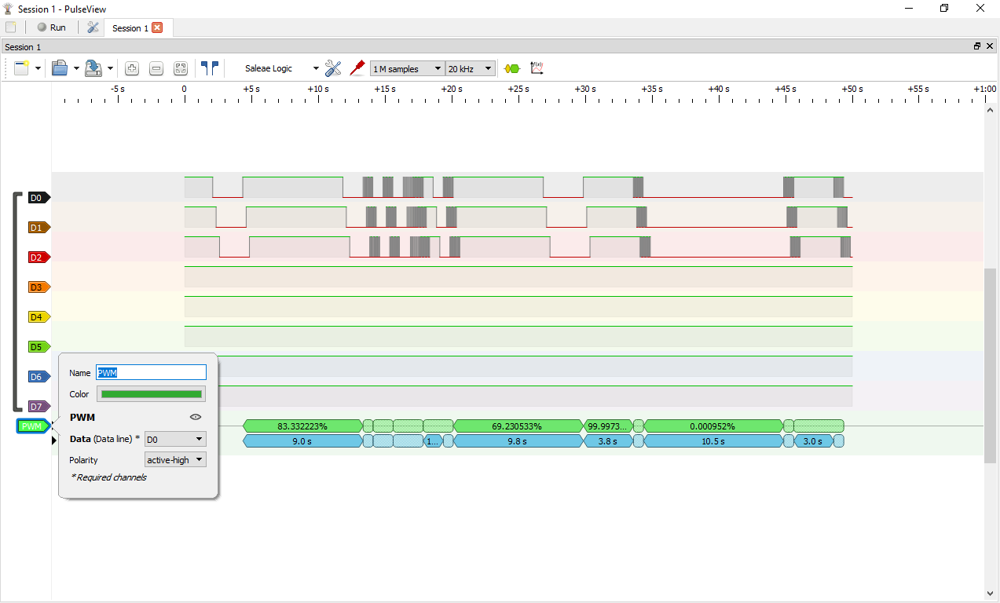 Session 1 - PulseView
Run
Session 1
Session 1
Saleae Logic 1 M samples 20 kHz f(x)
-5 s 0 +5 s +10 s +15 s +20 s +25 s +30 s +35 s +40 s +45 s +50 s +55 s +1:00
D0
D1
D2
D3
D4
D5
D6
D7
Name PWM
Color
PWM
PWM 83.332223% 69.230533% 99.9973... 0.000952%
Data (Data line) * D0
9.0 s 1... 9.8 s 3.8 s 10.5 s 3.0 s
Polarity active-high
*Required channels